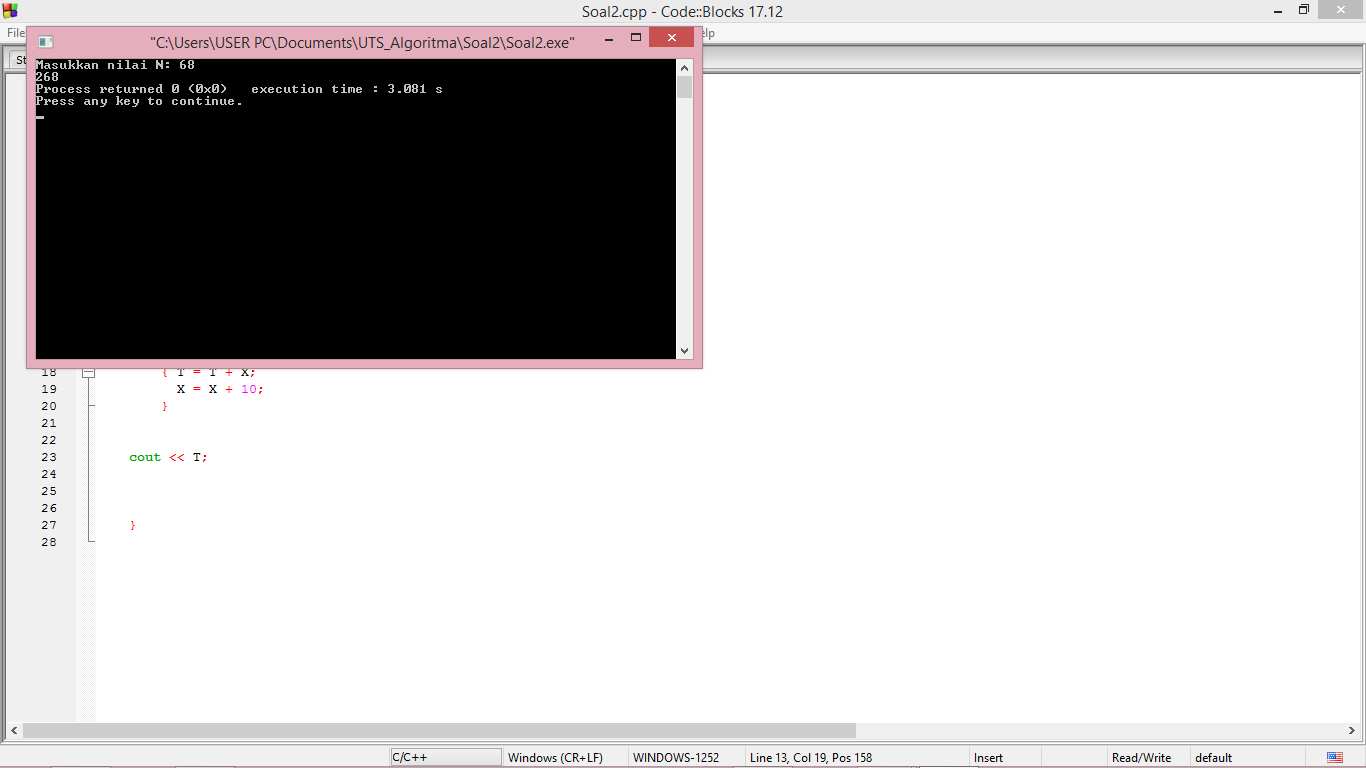 Soal2.cpp - Code::Blocks 17.12
File
elp
"C:\Users\USER PC\Documents\UTS_Algoritma\Soal2\Soal2.exe"
St
Masukkan nilai N: 68
268
Process returned 0 (0x0)   execution time : 3.081 s
Press any key to continue.
18 { T = T + X;
19 X = X + 10;
20 }
21
22
23 cout << T;
24
25
26
27 }
28
C/C++ Windows (CR+LF) WINDOWS-1252 Line 13, Col 19, Pos 158 Insert Read/Write default